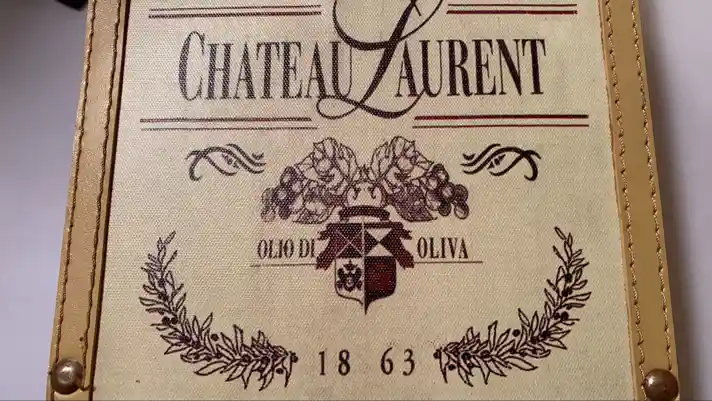 CHATEAU LAURENT
OLIO DI OLIVA
18 63